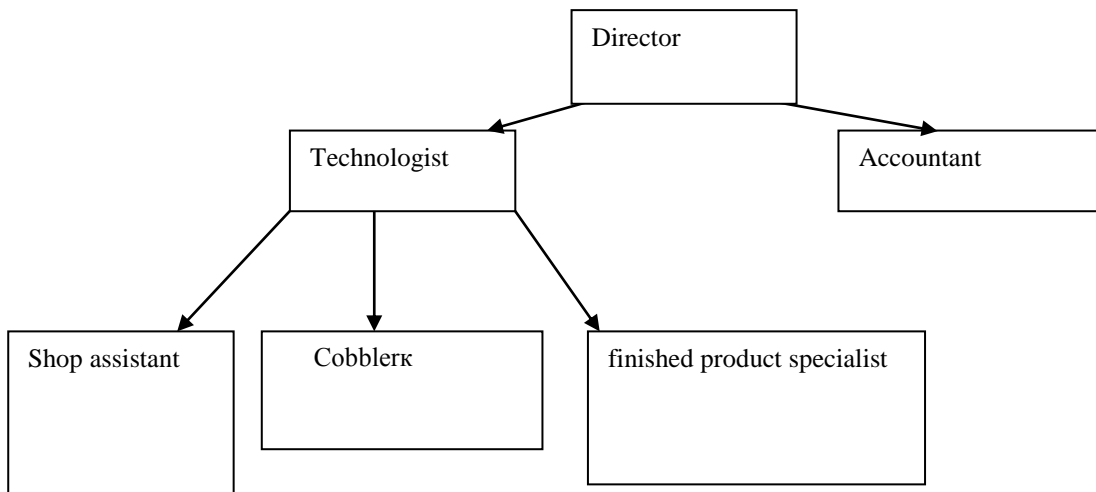 Director
Technologist
Accountant
Shop assistant
Cobblerк
finished product specialist